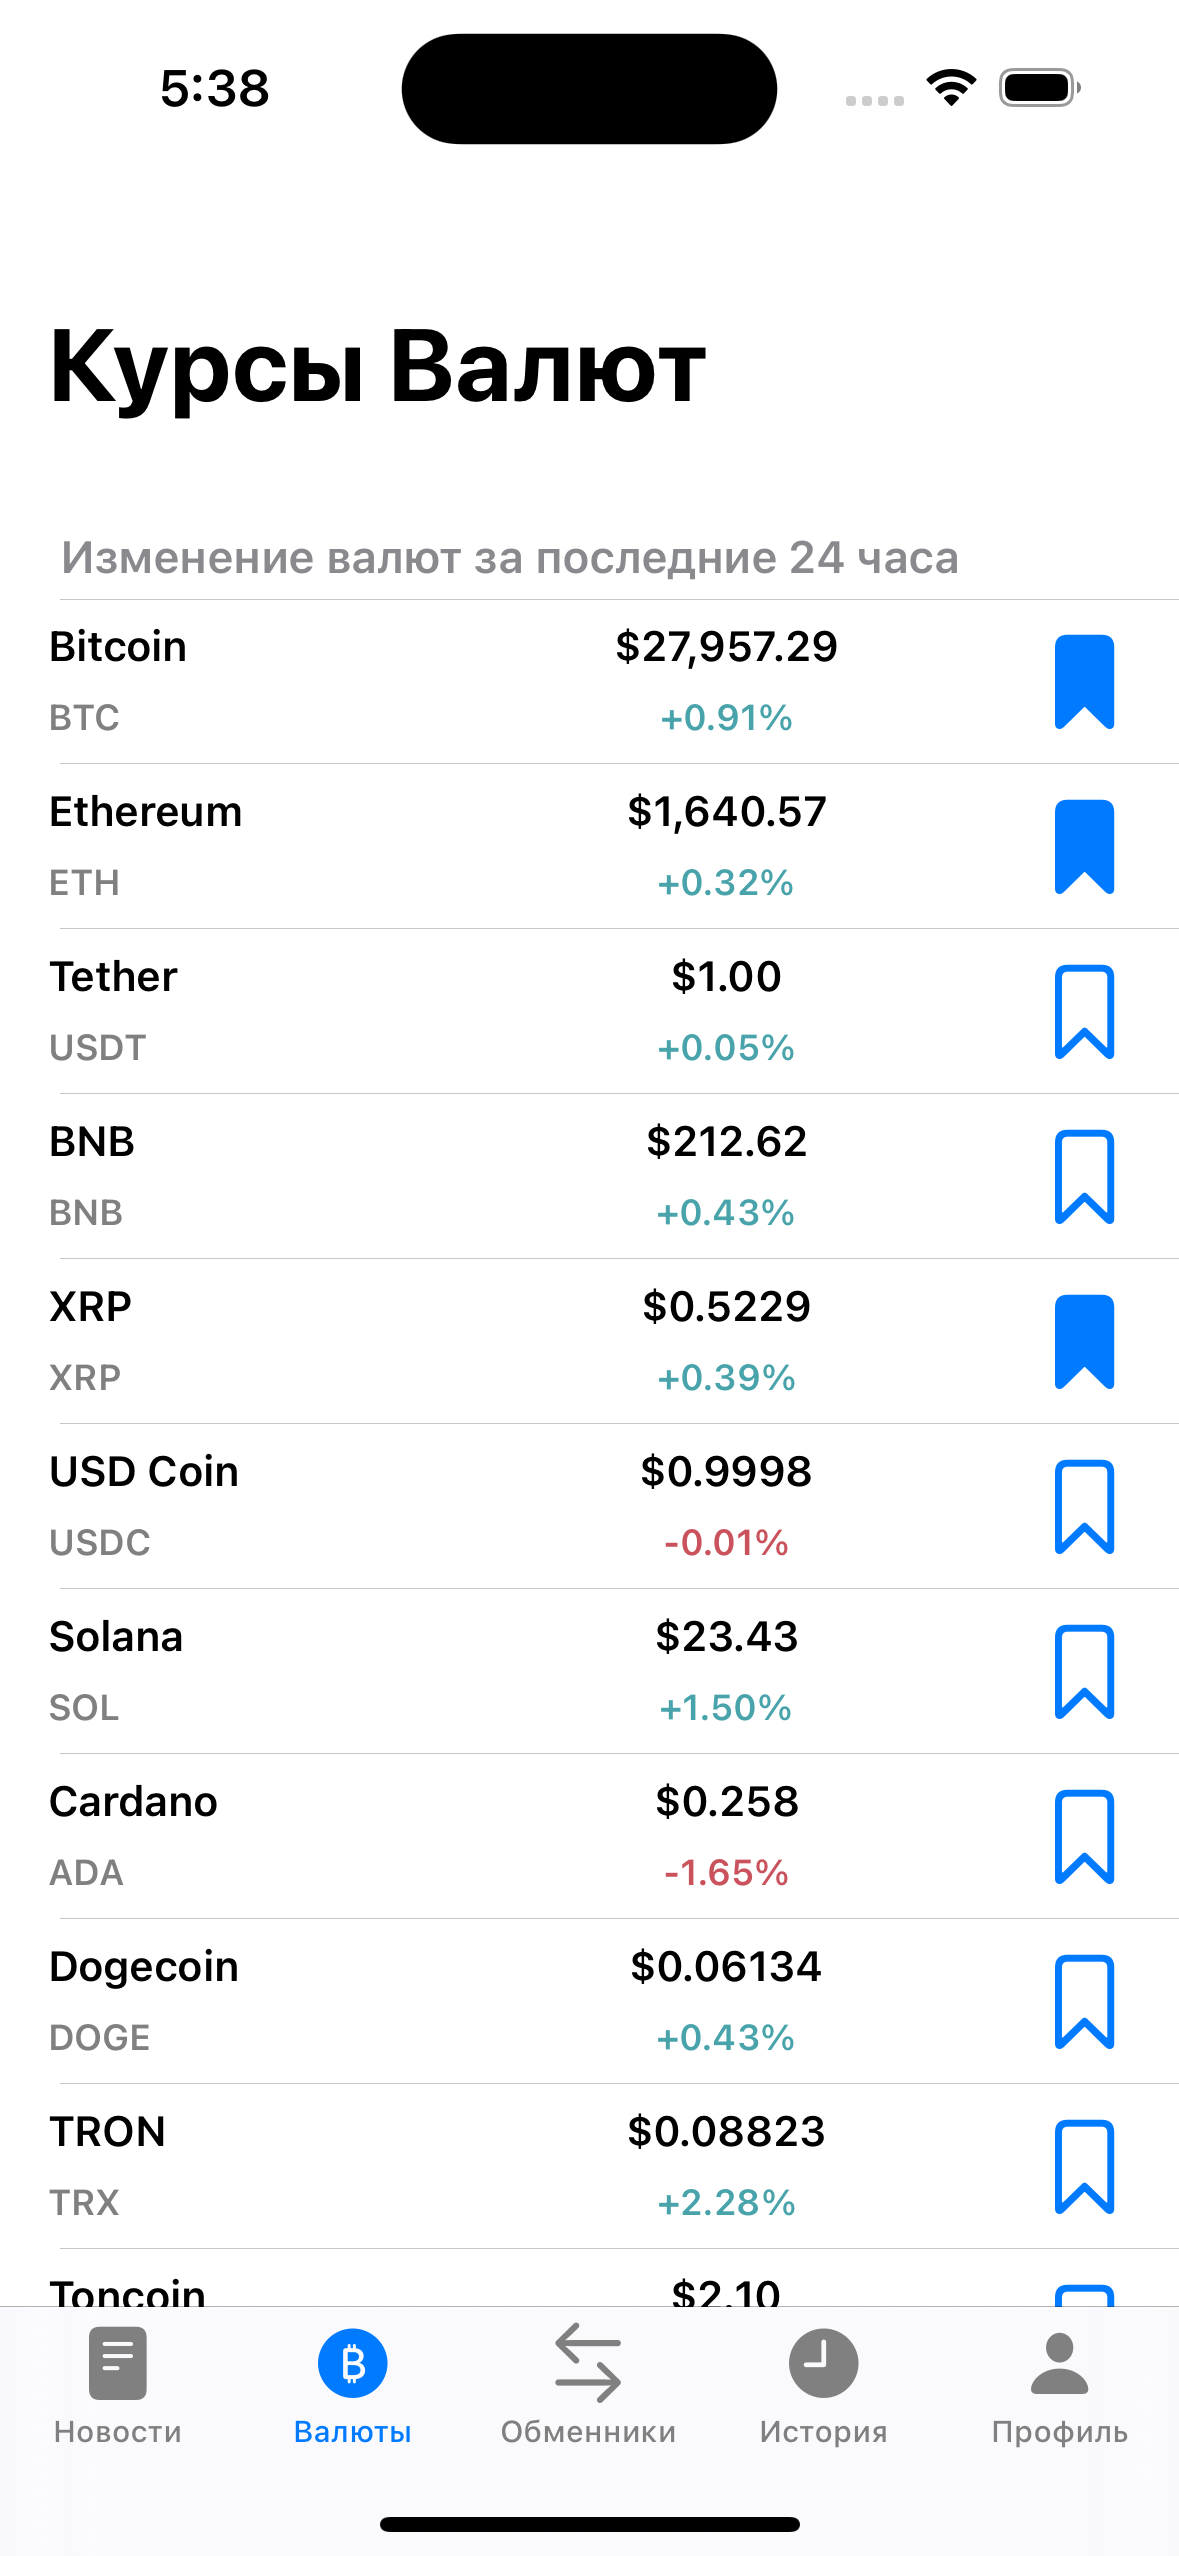 5:38
Курсы Валют
Изменение валют за последние 24 часа
Bitcoin $27,957.29
BTC +0.91%
Ethereum $1,640.57
ETH +0.32%
Tether $1.00
USDT +0.05%
BNB $212.62
BNB +0.43%
XRP $0.5229
XRP +0.39%
USD Coin $0.9998
USDC -0.01%
Solana $23.43
SOL +1.50%
Cardano $0.258
ADA -1.65%
Dogecoin $0.06134
DOGE +0.43%
TRON $0.08823
TRX +2.28%
Toncoin $2.10
Новости Валюты Обменники История Профиль